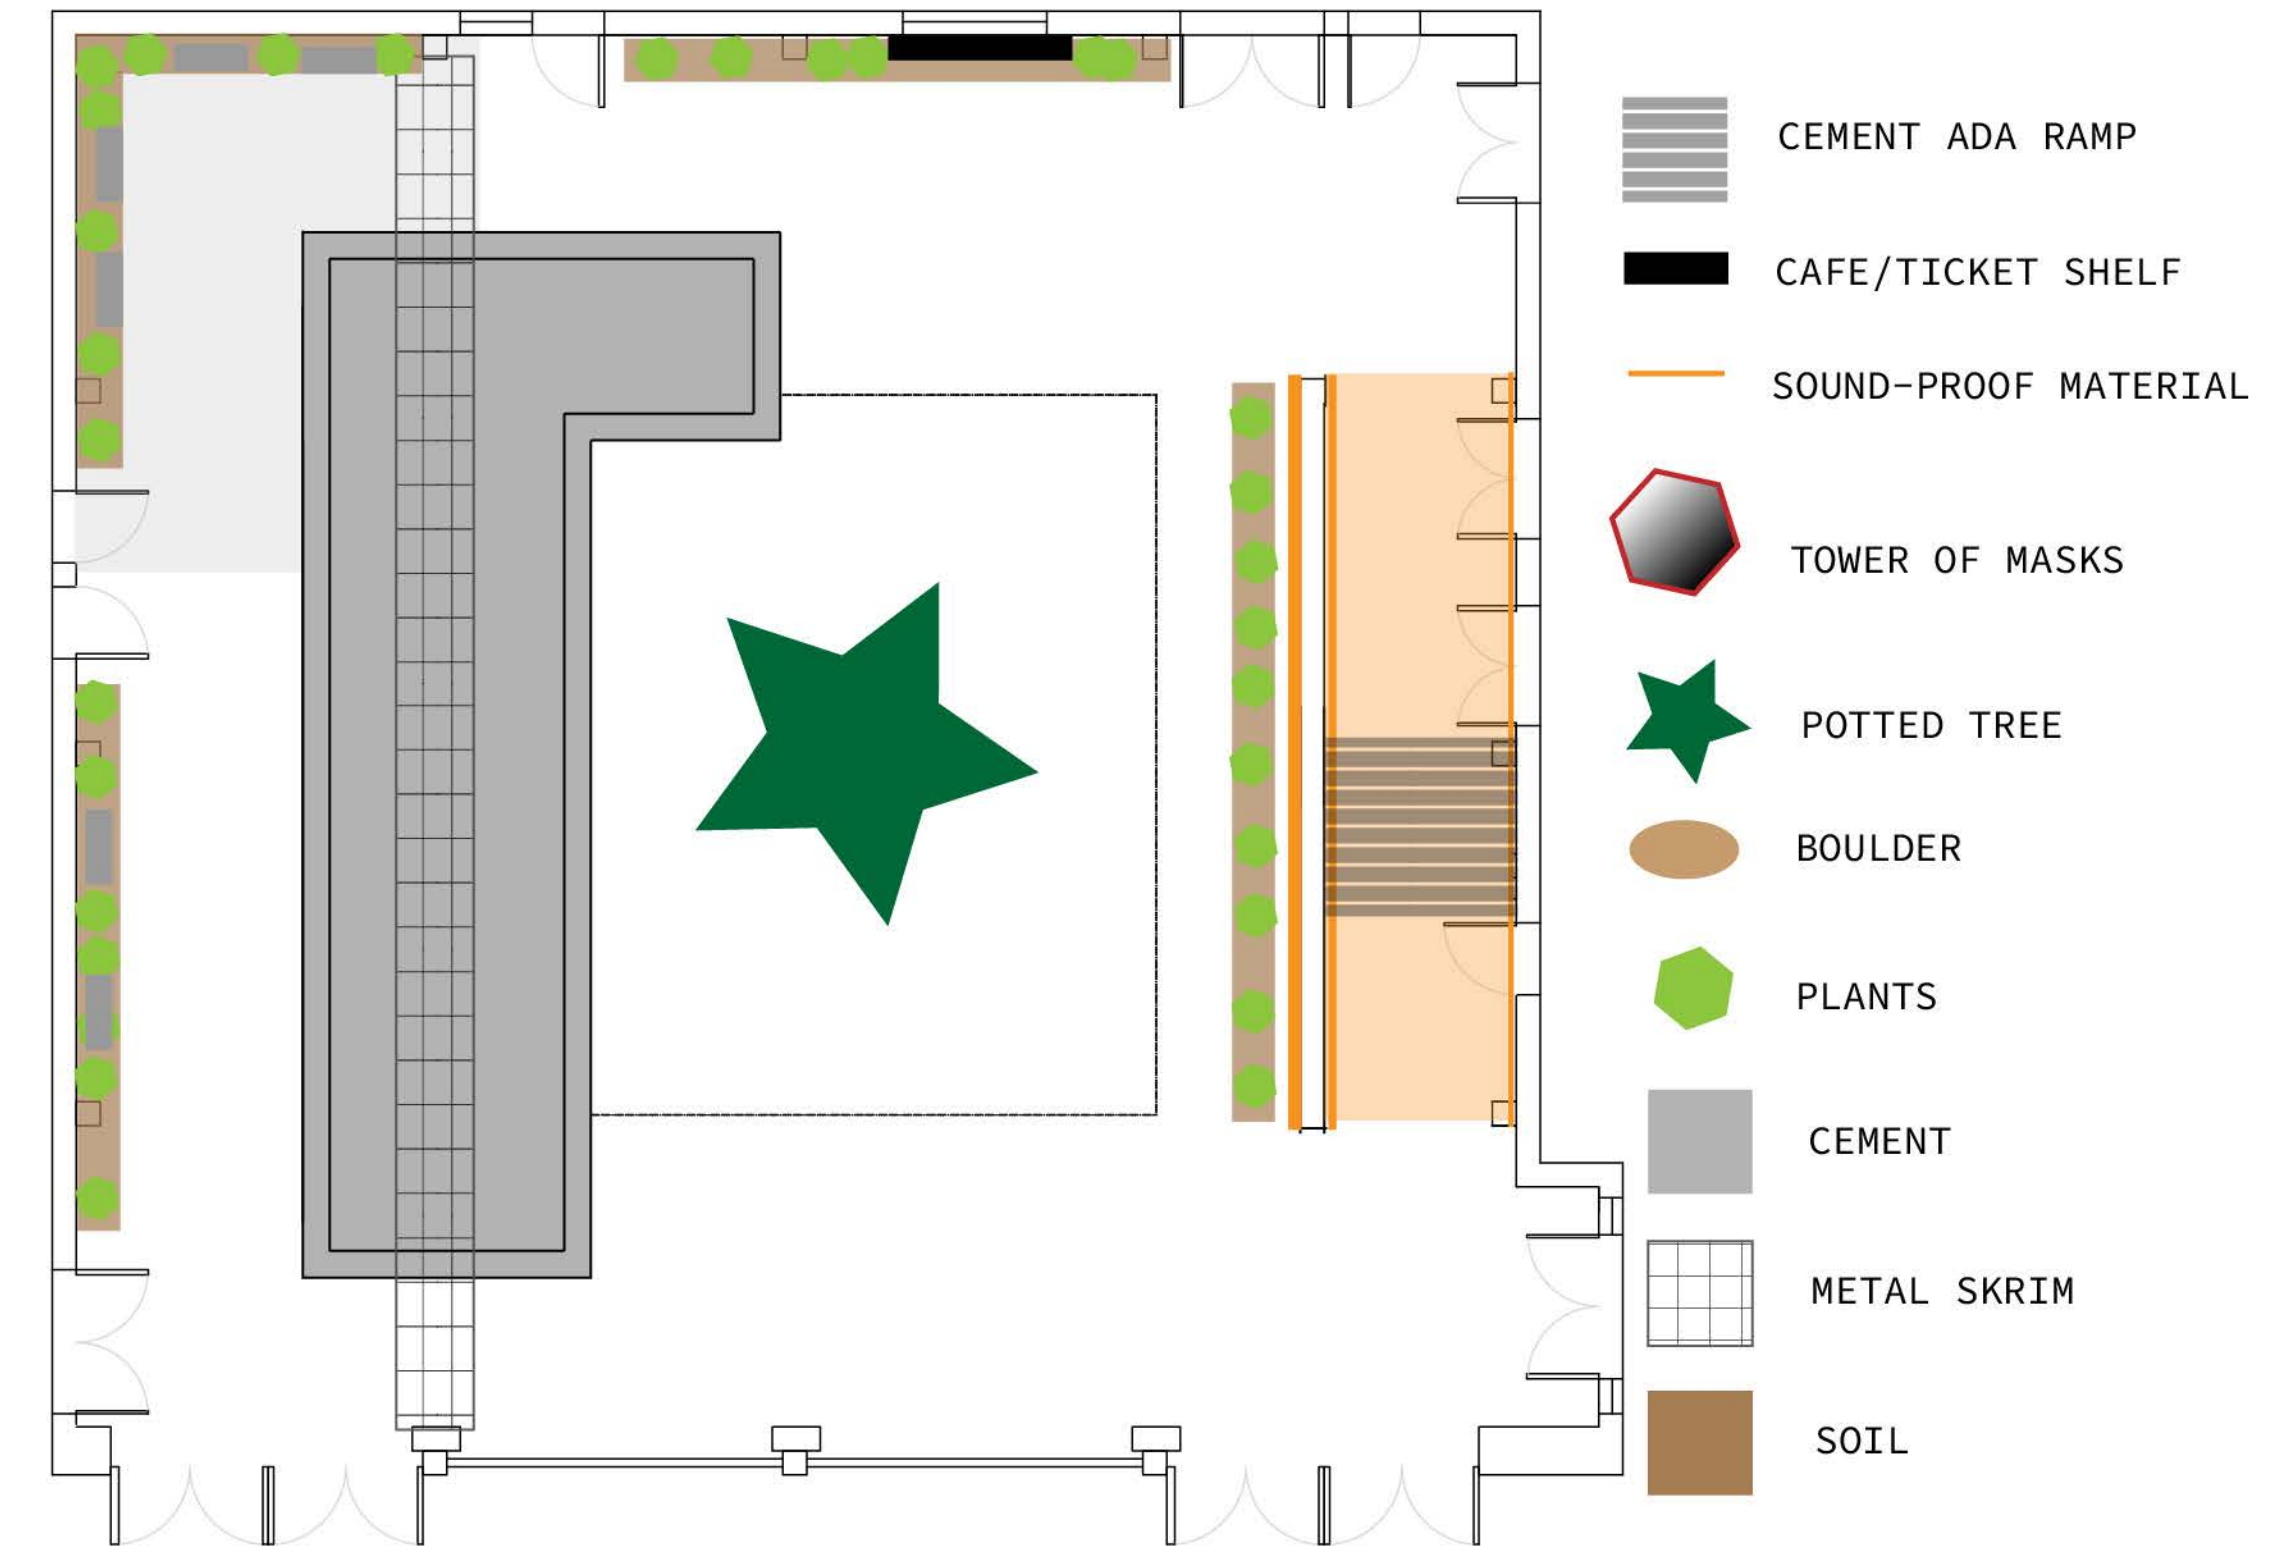 CEMENT ADA RAMP
CAFE/TICKET SHELF
SOUND-PROOF MATERIAL
TOWER OF MASKS
POTTED TREE
BOULDER
PLANTS
CEMENT
METAL SKRIM
SOIL